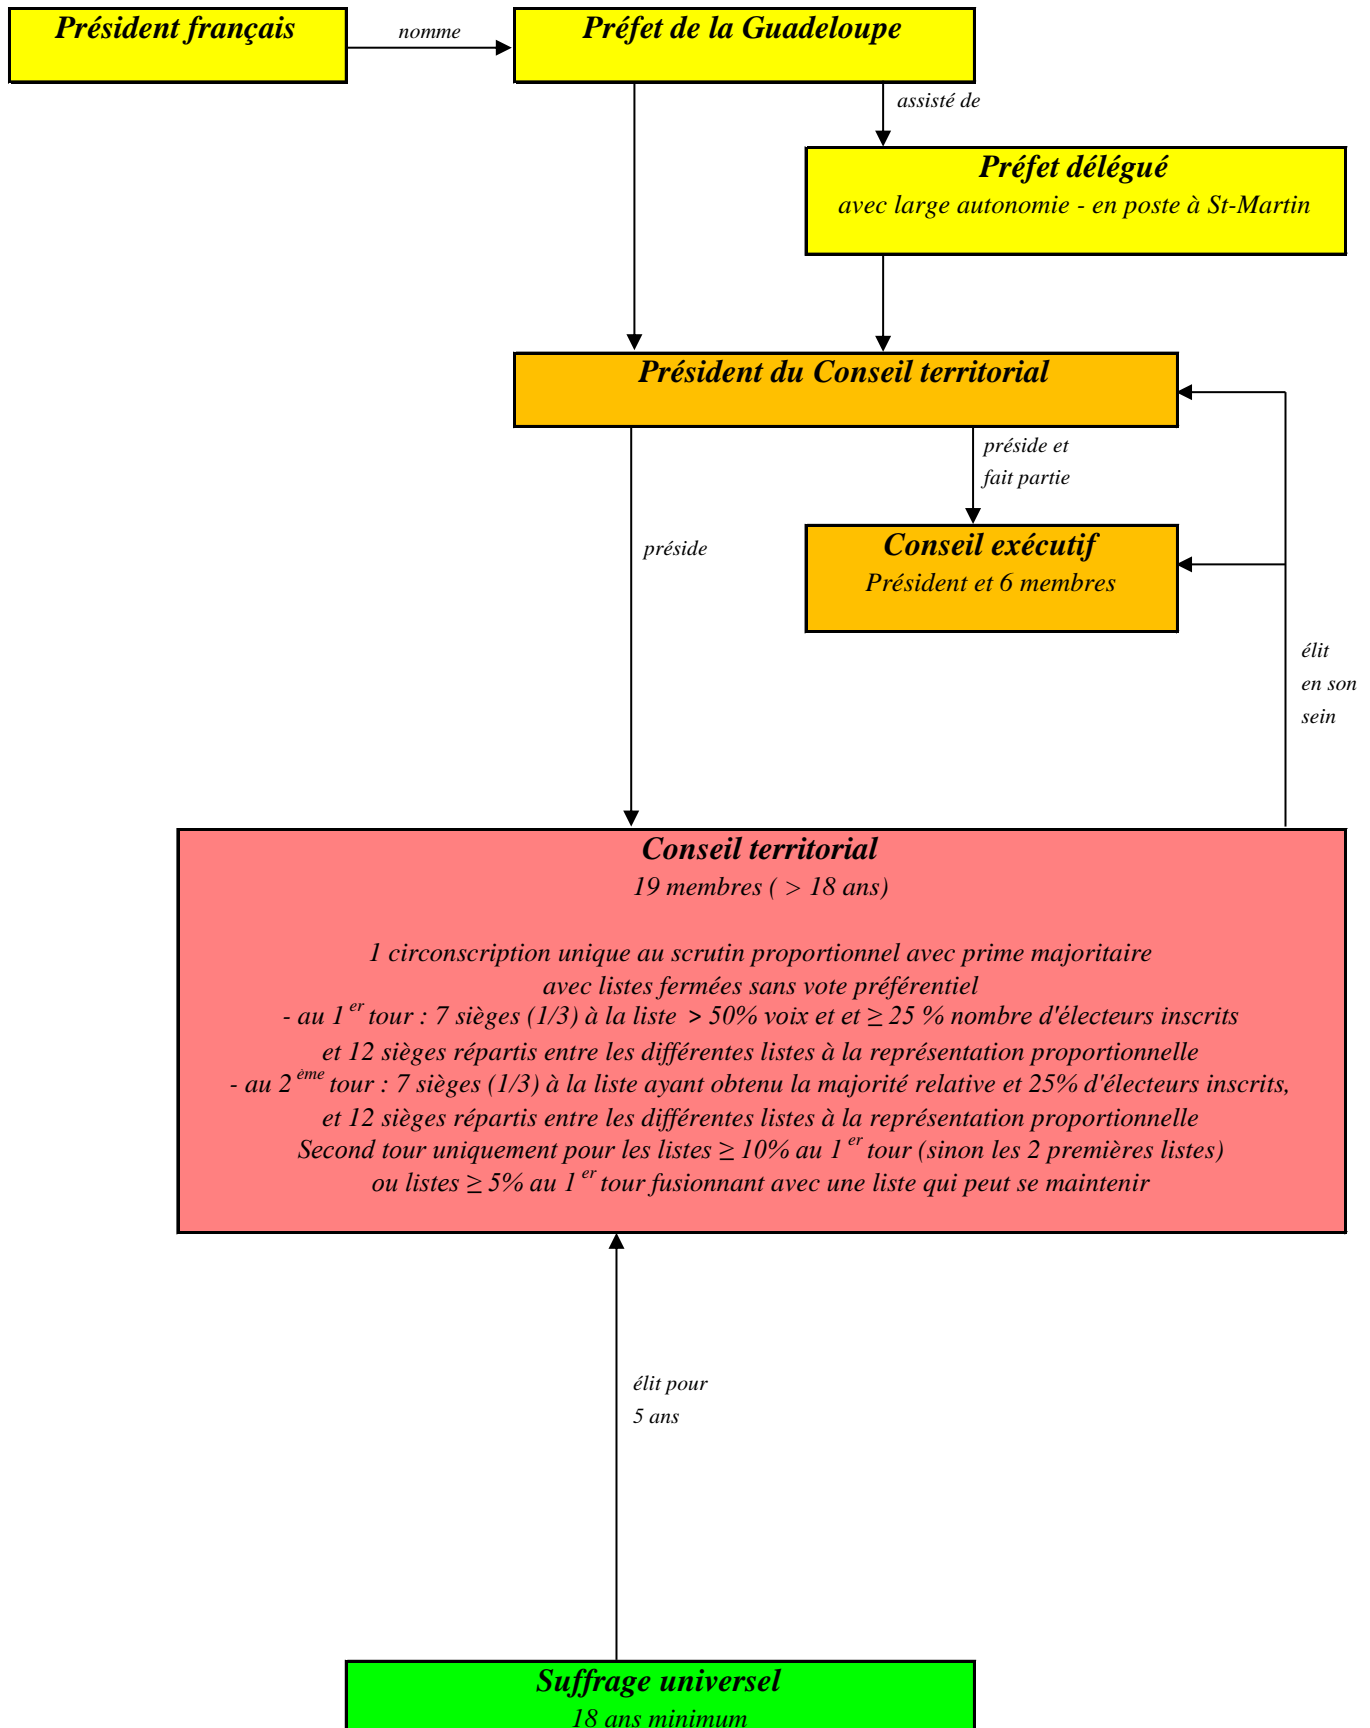 Président français
nomme
Préfet de la Guadeloupe
assisté de
Préfet délégué
avec large autonomie - en poste à St-Martin
Président du Conseil territorial
préside et
fait partie
Conseil exécutif
Président et 6 membres
préside
élit
en son
sein
Conseil territorial
19 membres ( > 18 ans)
1 circonscription unique au scrutin proportionnel avec prime majoritaire
avec listes fermées sans vote préférentiel
- au 1er tour : 7 sièges (1/3) à la liste > 50% voix et et ≥ 25 % nombre d'électeurs inscrits
et 12 sièges répartis entre les différentes listes à la représentation proportionnelle
- au 2ème tour : 7 sièges (1/3) à la liste ayant obtenu la majorité relative et 25% d'électeurs inscrits,
et 12 sièges répartis entre les différentes listes à la représentation proportionnelle
Second tour uniquement pour les listes ≥ 10% au 1er tour (sinon les 2 premières listes)
ou listes ≥ 5% au 1er tour fusionnant avec une liste qui peut se maintenir
élit pour
5 ans
Suffrage universel
18 ans minimum